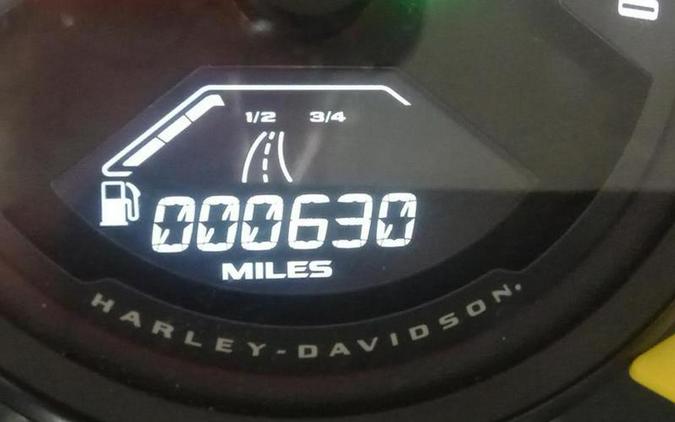 1/2 3/4
000630
MILES
HARLEY-DAVIDSON.